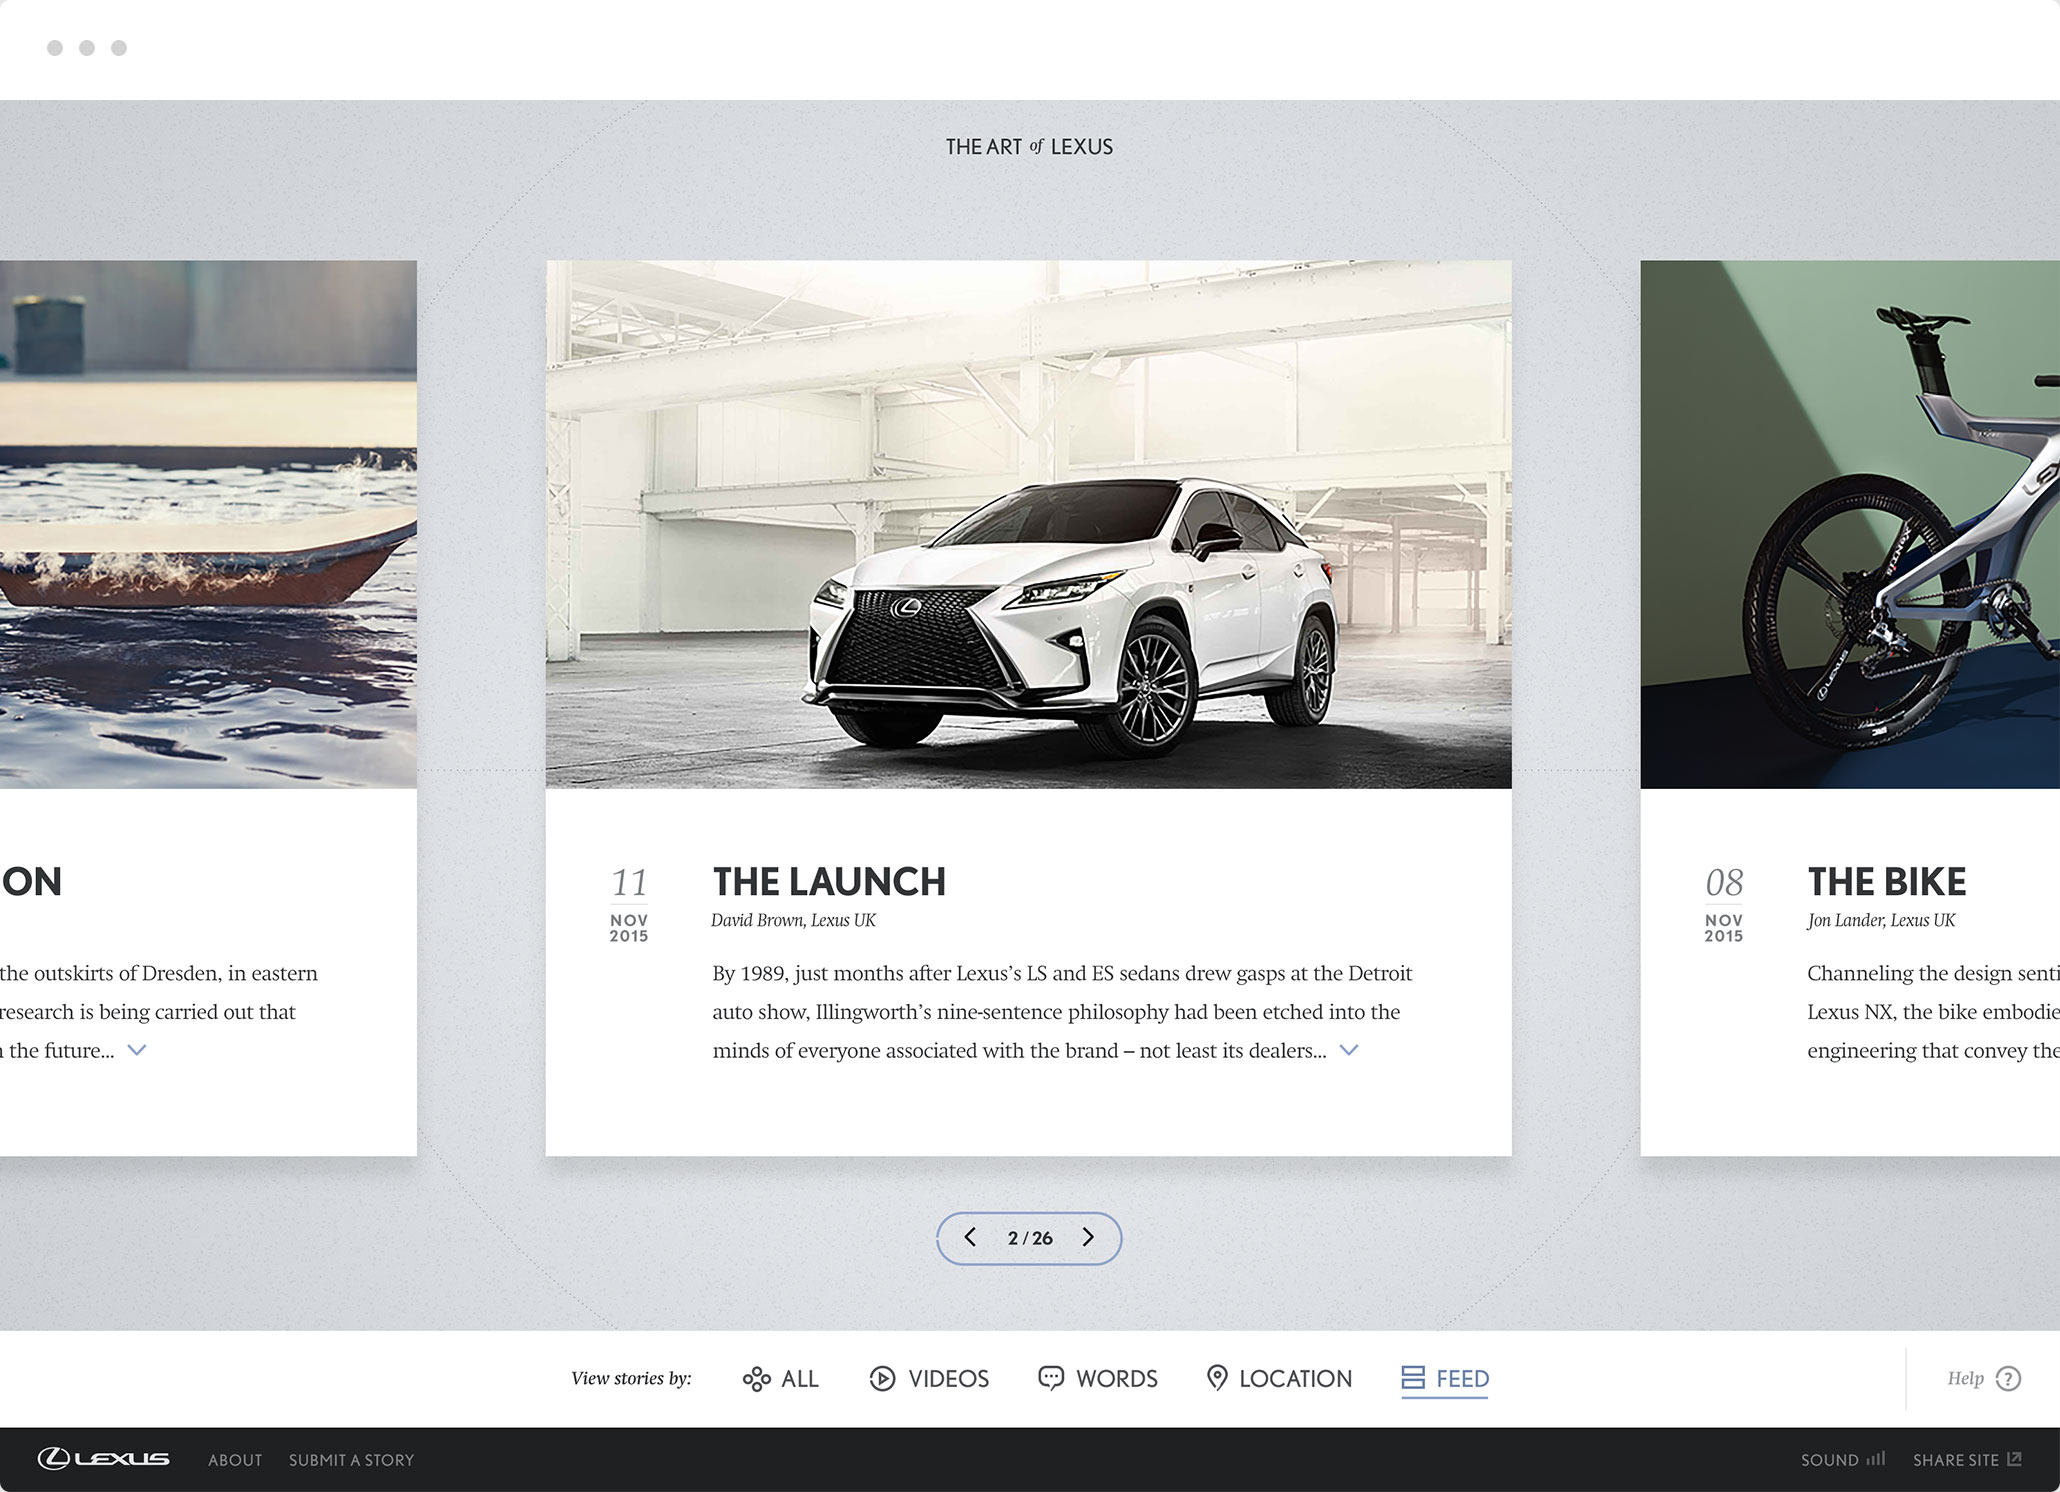 THE ART of LEXUS
ON
the outskirts of Dresden, in eastern
research is being carried out that
the future...
11
NOV
2015
THE LAUNCH
David Brown, Lexus UK
By 1989, just months after Lexus’s LS and ES sedans drew gasps at the Detroit
auto show, Illingworth’s nine-sentence philosophy had been etched into the
minds of everyone associated with the brand – not least its dealers...
LEXUS
08
NOV
2015
THE BIKE
Jon Lander, Lexus UK
Channeling the design senti
Lexus NX, the bike embodie
engineering that convey the
2 / 26
View stories by:
ALL
VIDEOS
WORDS
LOCATION
FEED
Help ?
LEXUS
ABOUT
SUBMIT A STORY
SOUND
SHARE SITE